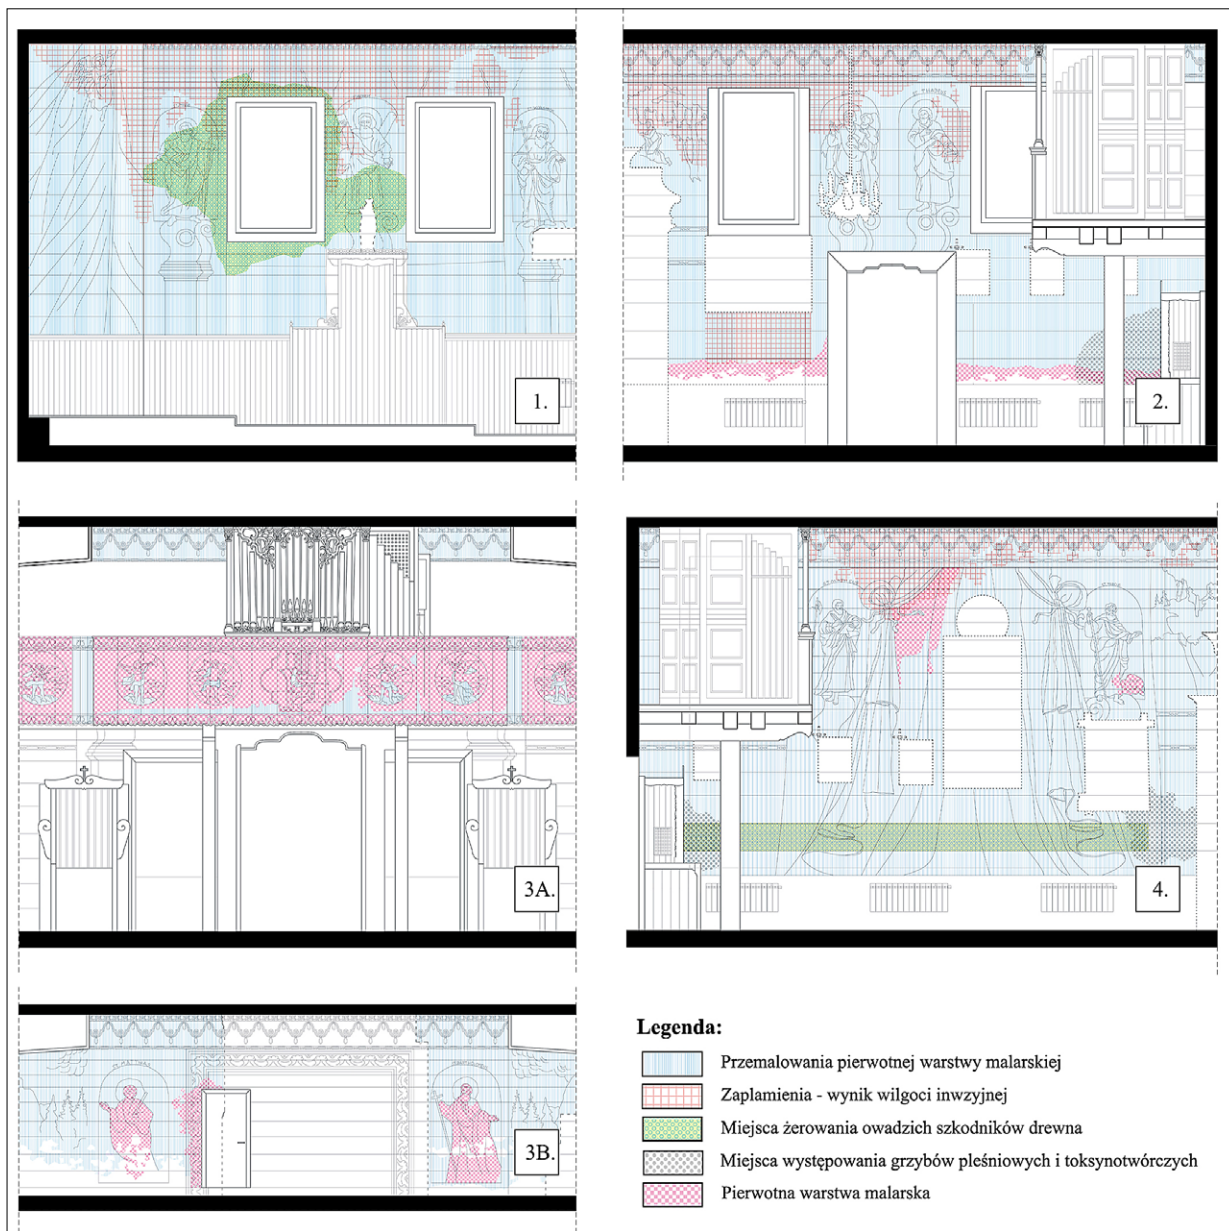 1.
2.
3A.
4.
3B.
Legenda:
Przemalowania pierwotnej warstwy malarskiej
Zaplamienia - wynik wilgoci inwzyjnej
Miejsca żerowania owadzich szkodników drewna
Miejsca występowania grzybów pleśniowych i toksynotwórczych
Pierwotna warstwa malarska